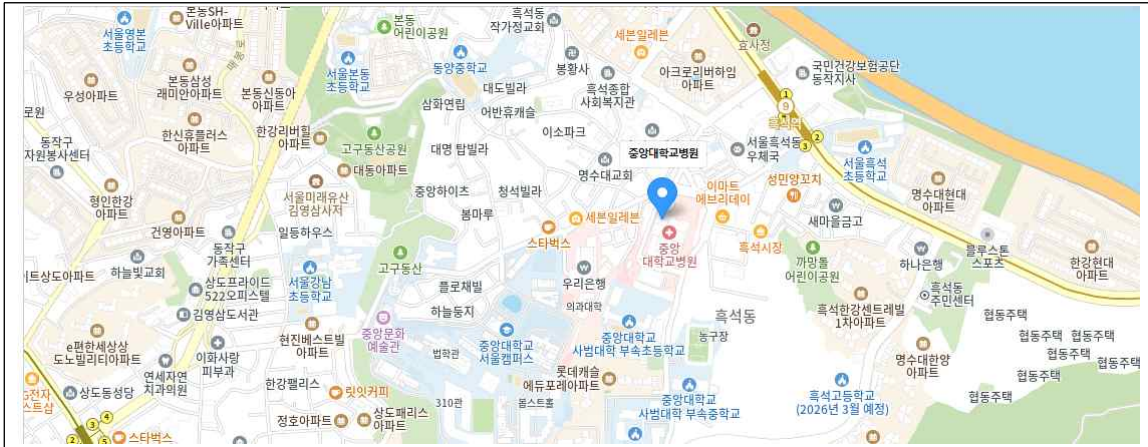 서울영본
초등학교
본동SH-
Ville아파트
본동
어린이공원
흑석동
작가정교회
세븐일레븐
효사정
매봉로
우성아파트
본동삼성
래미안아파트
본동신동아
아파트
서울본동
초등학교
동양중학교
봉황사
아크로리버하임
아파트
국민건강보험공단
동작지사
대도빌라
흑석종합
사회복지관
삼화연립
어반휴캐슬
1
9
흑석역
2
3
로원
동작구
자원봉사센터
한신휴플러스
아파트
한강리버힐
아파트
고구동산공원
이소파크
대명 탑빌라
중앙대학교병원
서울흑석동
우체국
서울흑석
초등학교
대동아파트
명수대교회
형인한강
아파트
서울미래유산
김영삼사저
중앙하이츠
청석빌라
이마트
에브리데이
성민양꼬치
명수대현대
아파트
봄마루
세븐일레븐
새마을금고
건영아파트
일등하우스
스타벅스
중앙
대학교병원
흑석시장
블루스톤
스포츠
한강현대
아파트
동작구
가족센터
하늘빛교회
고구동산
까망돌
어린이공원
하나은행
이트상도아파트
상도프라이드
522오피스텔
서울강남
초등학교
플로채빌
우리은행
흑석동
주민센터
의과대학
김영삼도서관
하늘둥지
흑석동
흑석한강센트레빌
1차아파트
협동주택
중앙문화
예술관
중앙대학교
서울캠퍼스
중앙대학교
사범대학 부속초등학교
동구장
e편한세상상
도노빌리티아파트
이화사랑
피부과
현진베스트빌
아파트
법학관
협동주택
협동주택
명수대한양
아파트
연세자연
치과의원
롯데캐슬
에듀포레아파트
협동주택
협동주택
G전자
스트샵
상도동성당
한강팰리스
릿잇커피
310관
봅스트홀
중앙대학교
사범대학 부속중학교
흑석고등학교
(2026년 3월 예정)
협동주택
정호아파트
상도패리스
아파트
4
3
2
5
스타벅스